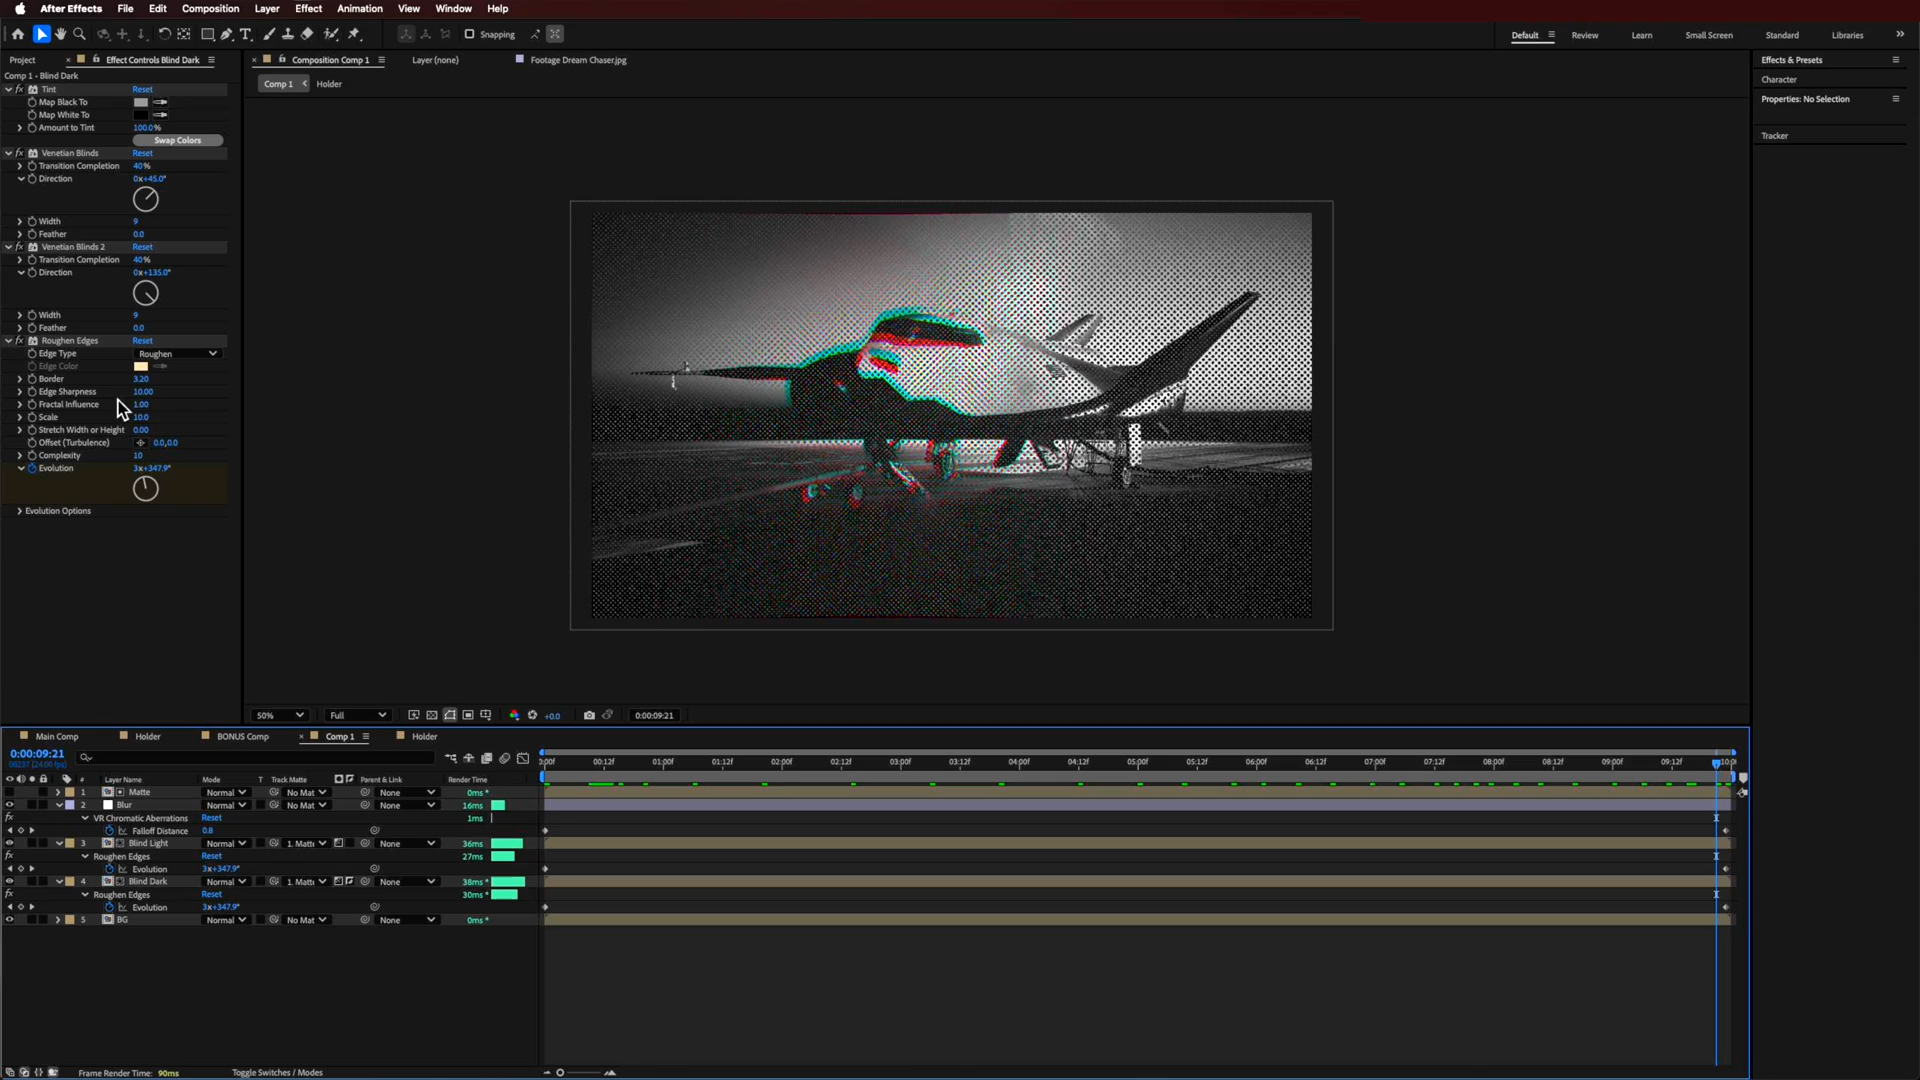 After Effects File Edit Composition Layer Effect Animation View Window Help
Snapping Default Review Learn Small Screen Standard Libraries
Project Effect Controls Blind Dark Composition Comp 1 Layer (none) Footage Dream Chaser.jpg Effects & Presets
Comp 1 • Blind Dark Comp 1 Holder Character
Properties: No Selection
Tracker
fx Tint Reset
Map Black To
Map White To
Amount to Tint 100.0%
Swap Colors
fx Venetian Blinds Reset
Transition Completion 40%
Direction 0x+45.0°
Width 9
Feather 0.0
fx Venetian Blinds 2 Reset
Transition Completion 40%
Direction 0x+135.0°
Width 9
Feather 0.0
fx Roughen Edges Reset
Edge Type Roughen
Edge Color
Border 3.20
Edge Sharpness 10.00
Fractal Influence 1.00
Scale 10.0
Stretch Width or Height 0.00
Offset (Turbulence) 0.0,0.0
Complexity 10
Evolution 3x+347.9°
Evolution Options
50% Full +0.0 0:00:09:21
Main Comp Holder BONUS Comp Comp 1 Holder
0:00:09:21
00237 (24.00 fps)
:00f 00:12f 01:00f 01:12f 02:00f 02:12f 03:00f 03:12f 04:00f 04:12f 05:00f 05:12f 06:00f 06:12f 07:00f 07:12f 08:00f 08:12f 09:00f 09:12f 10:00
# Layer Name Mode T Track Matte Parent & Link Render Time
1 Matte Normal No Mat None 0ms *
2 Blur Normal No Mat None 16ms
fx VR Chromatic Aberrations Reset 1ms
Falloff Distance 0.8
3 Blind Light Normal 1. Matte None 36ms
fx Roughen Edges Reset 27ms
Evolution 3x+347.9°
4 Blind Dark Normal 1. Matte None 38ms *
fx Roughen Edges Reset 30ms *
Evolution 3x+347.9°
5 BG Normal No Mat None 0ms *
Frame Render Time: 90ms Toggle Switches / Modes